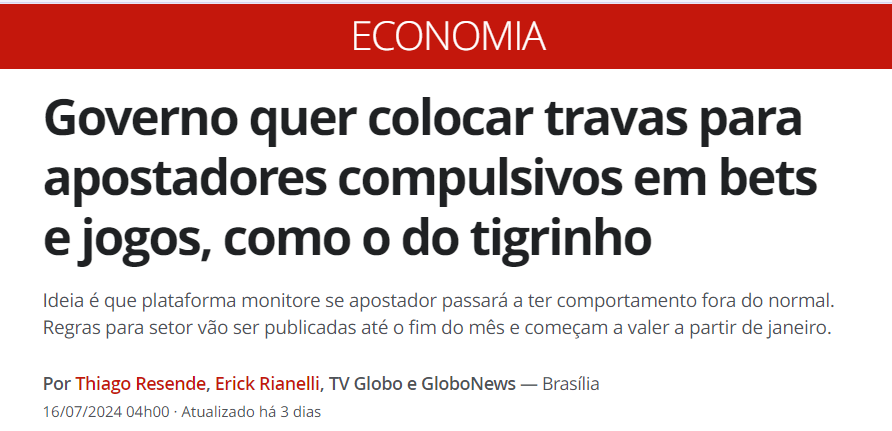 ECONOMIA
Governo quer colocar travas para
apostadores compulsivos em bets
e jogos, como o do tigrinho
Ideia é que plataforma monitore se apostador passará a ter comportamento fora do normal.
Regras para setor vão ser publicadas até o fim do mês e começam a valer a partir de janeiro.
Por Thiago Resende, Erick Rianelli, TV Globo e GloboNews — Brasília
16/07/2024 04h00 · Atualizado há 3 dias